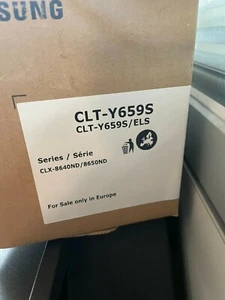 SUNG
CLT-Y659S
CLT-Y659S/ELS
Series / Série
CLX-8640ND/8650ND
For Sale only in Europe